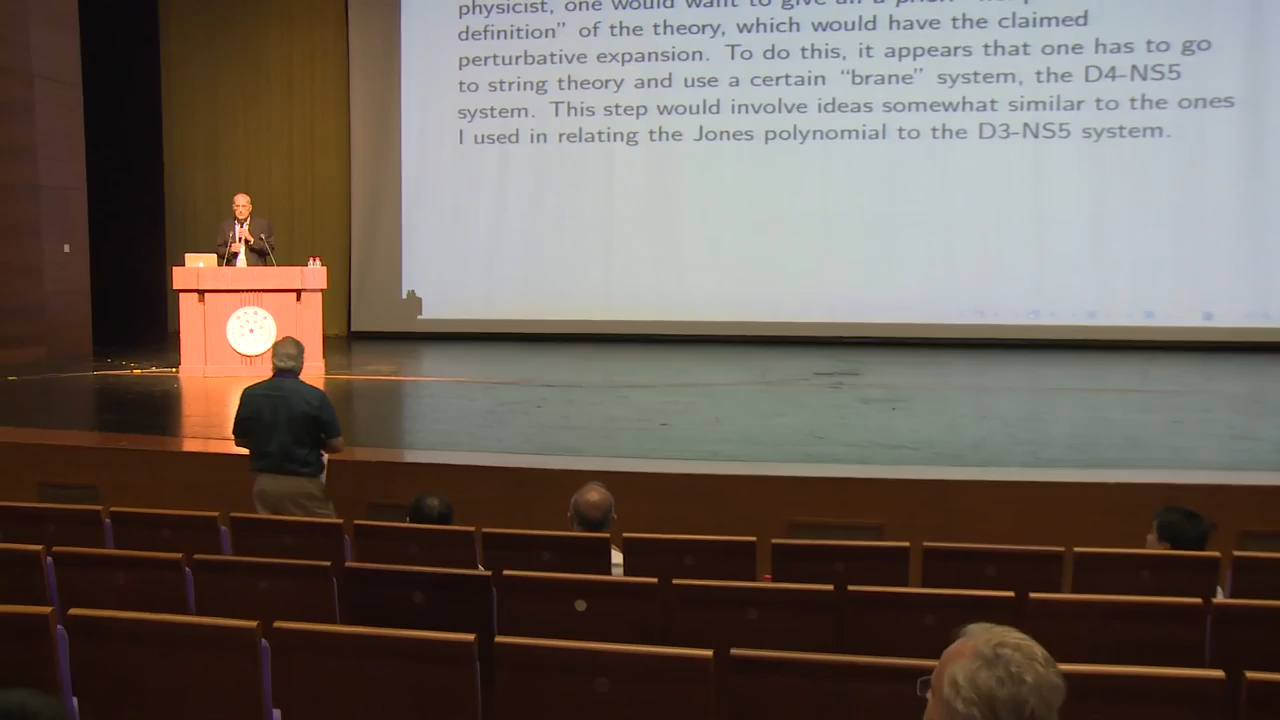 physicist, one would want to give an a priori
definition” of the theory, which would have the claimed
perturbative expansion. To do this, it appears that one has to go
to string theory and use a certain “brane” system, the D4-NS5
system. This step would involve ideas somewhat similar to the ones
I used in relating the Jones polynomial to the D3-NS5 system.